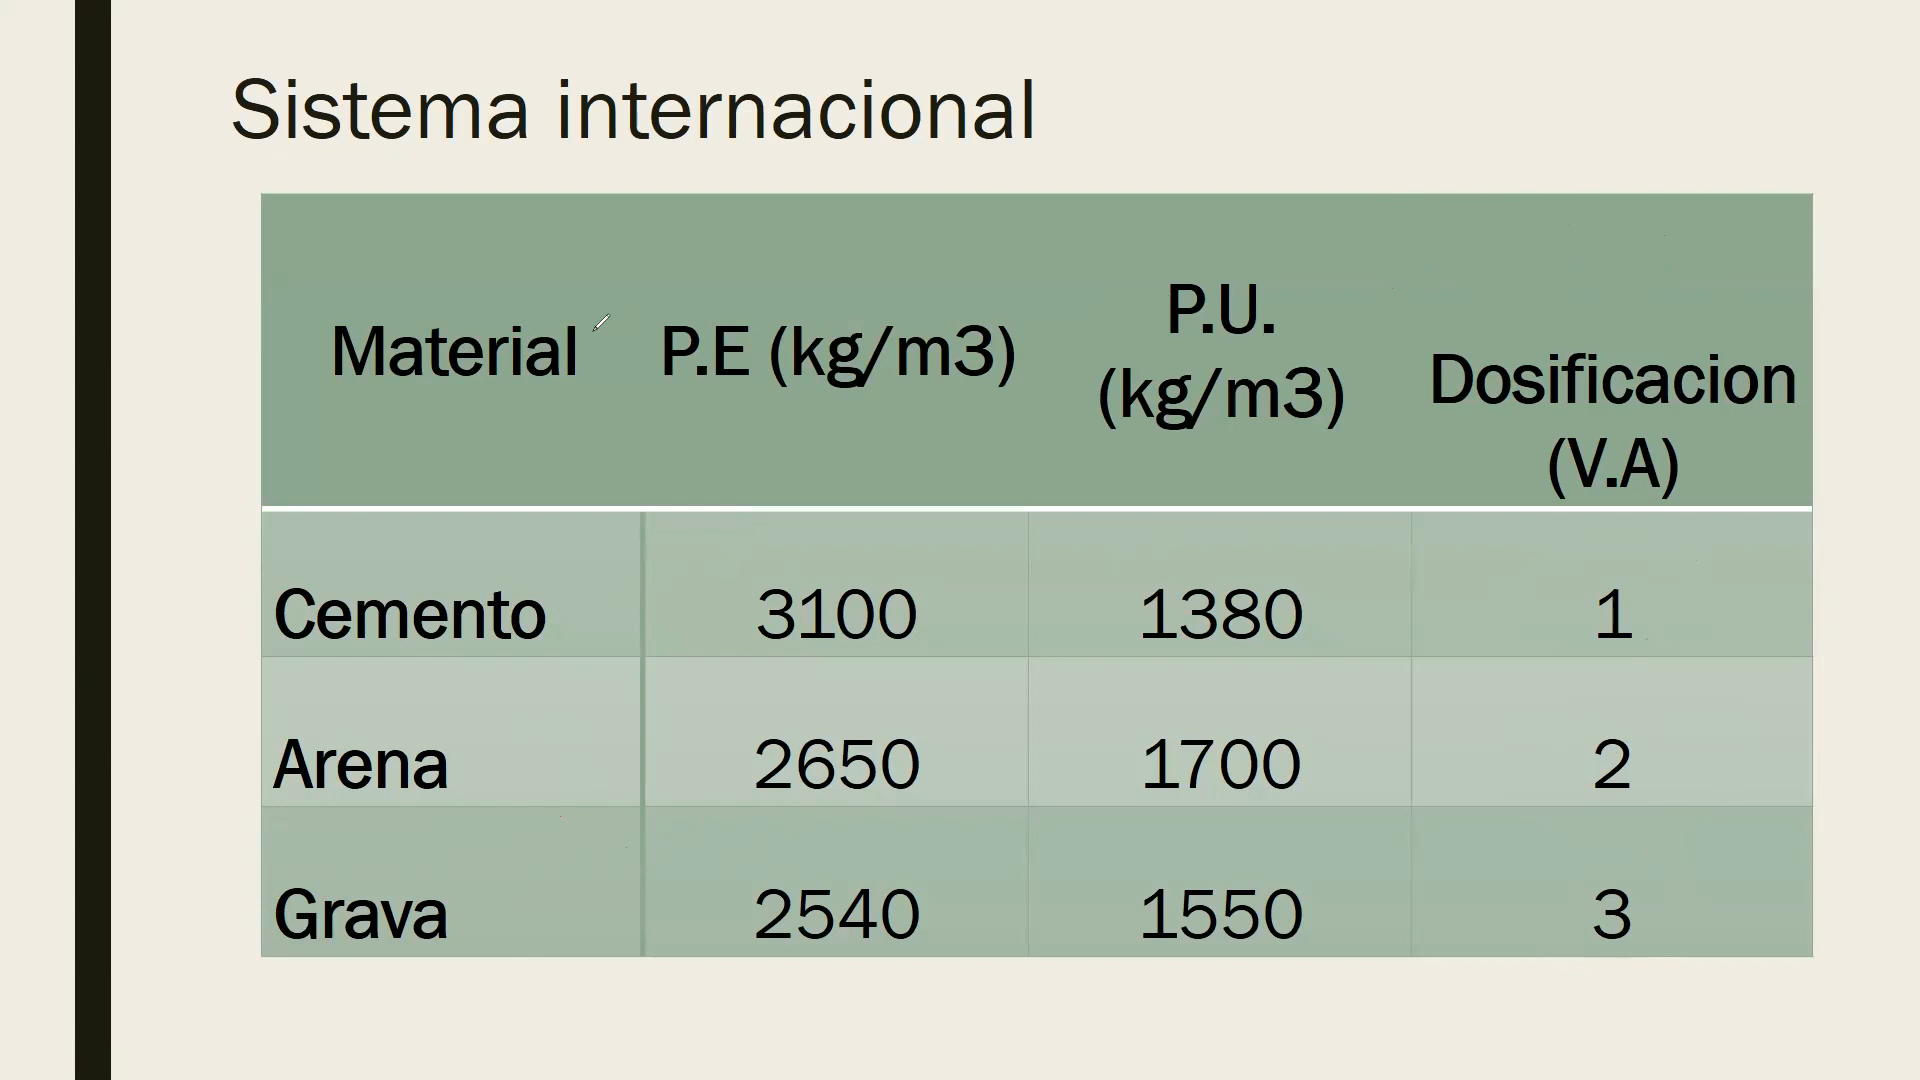 Sistema internacional
Material P.E (kg/m3) P.U. (kg/m3) Dosificacion (V.A)
Cemento 3100 1380 1
Arena 2650 1700 2
Grava 2540 1550 3